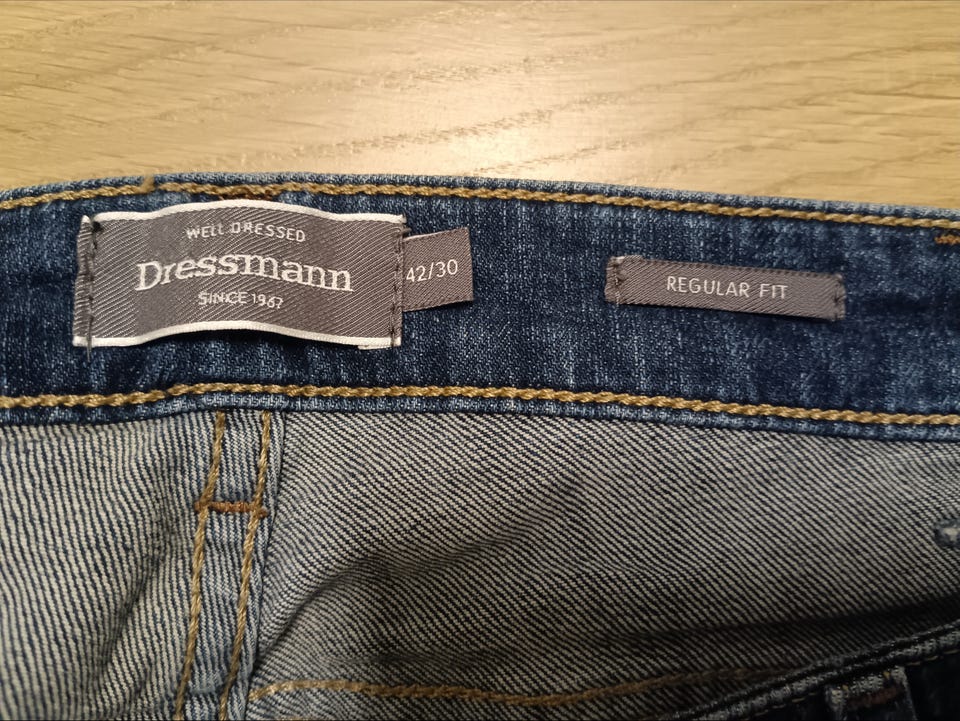 WELL DRESSED
Dressmann
SINCE 1967
42/30
REGULAR FIT